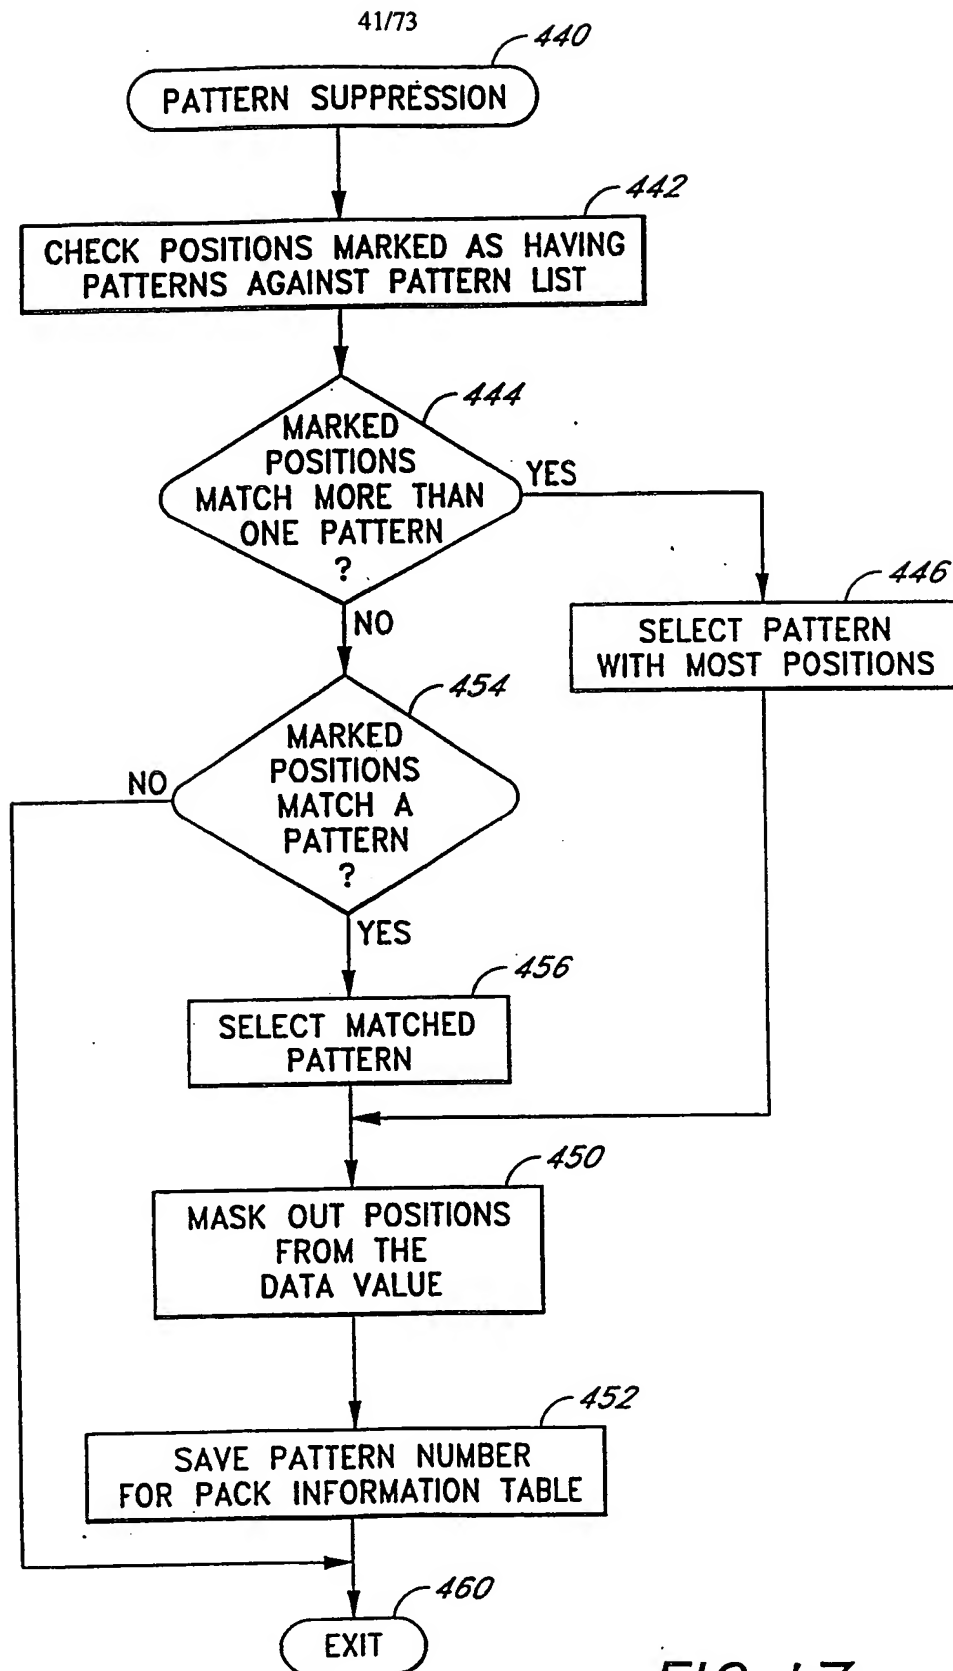 41/73
440
PATTERN SUPPRESSION
442
CHECK POSITIONS MARKED AS HAVING
PATTERNS AGAINST PATTERN LIST
444
MARKED
POSITIONS
MATCH MORE THAN
ONE PATTERN
?
YES
NO
446
SELECT PATTERN
WITH MOST POSITIONS
454
MARKED
POSITIONS
MATCH A
PATTERN
?
NO
YES
456
SELECT MATCHED
PATTERN
450
MASK OUT POSITIONS
FROM THE
DATA VALUE
452
SAVE PATTERN NUMBER
FOR PACK INFORMATION TABLE
460
EXIT